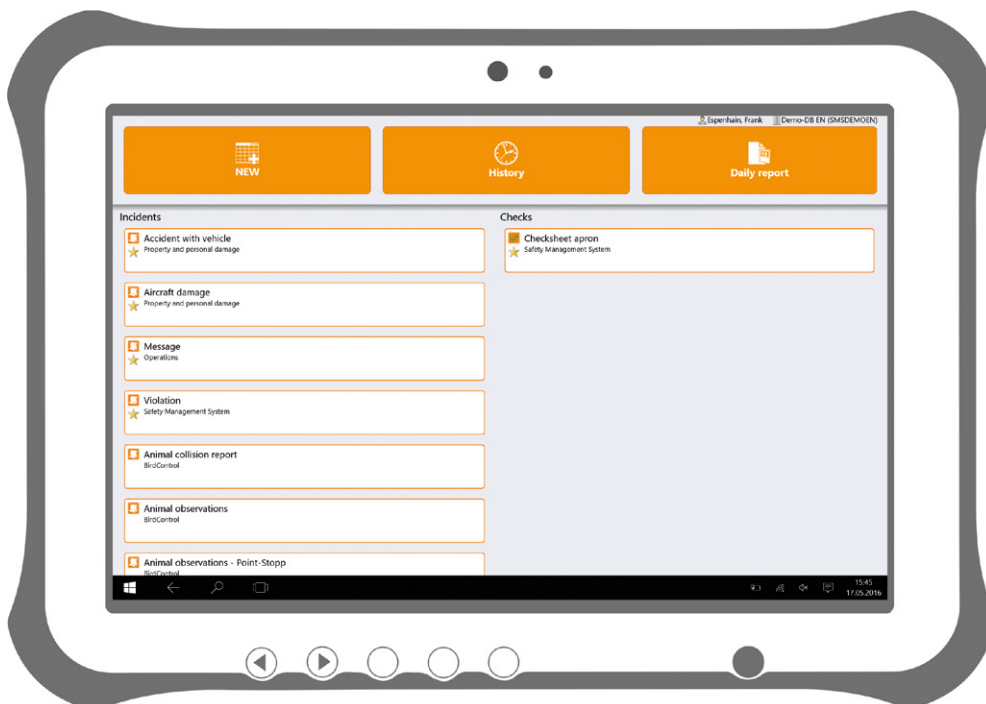 Espenhain, Frank Demo-DB EN (SMSDEMOEN)
NEW
History
Daily report
Incidents
Accident with vehicle
Property and personal damage
Aircraft damage
Property and personal damage
Message
Operations
Violation
Safety Management System
Animal collision report
BirdControl
Animal observations
BirdControl
Animal observations - Point-Stopp
BirdControl
Checks
Checksheet apron
Safety Management System
15:45
17.05.2016